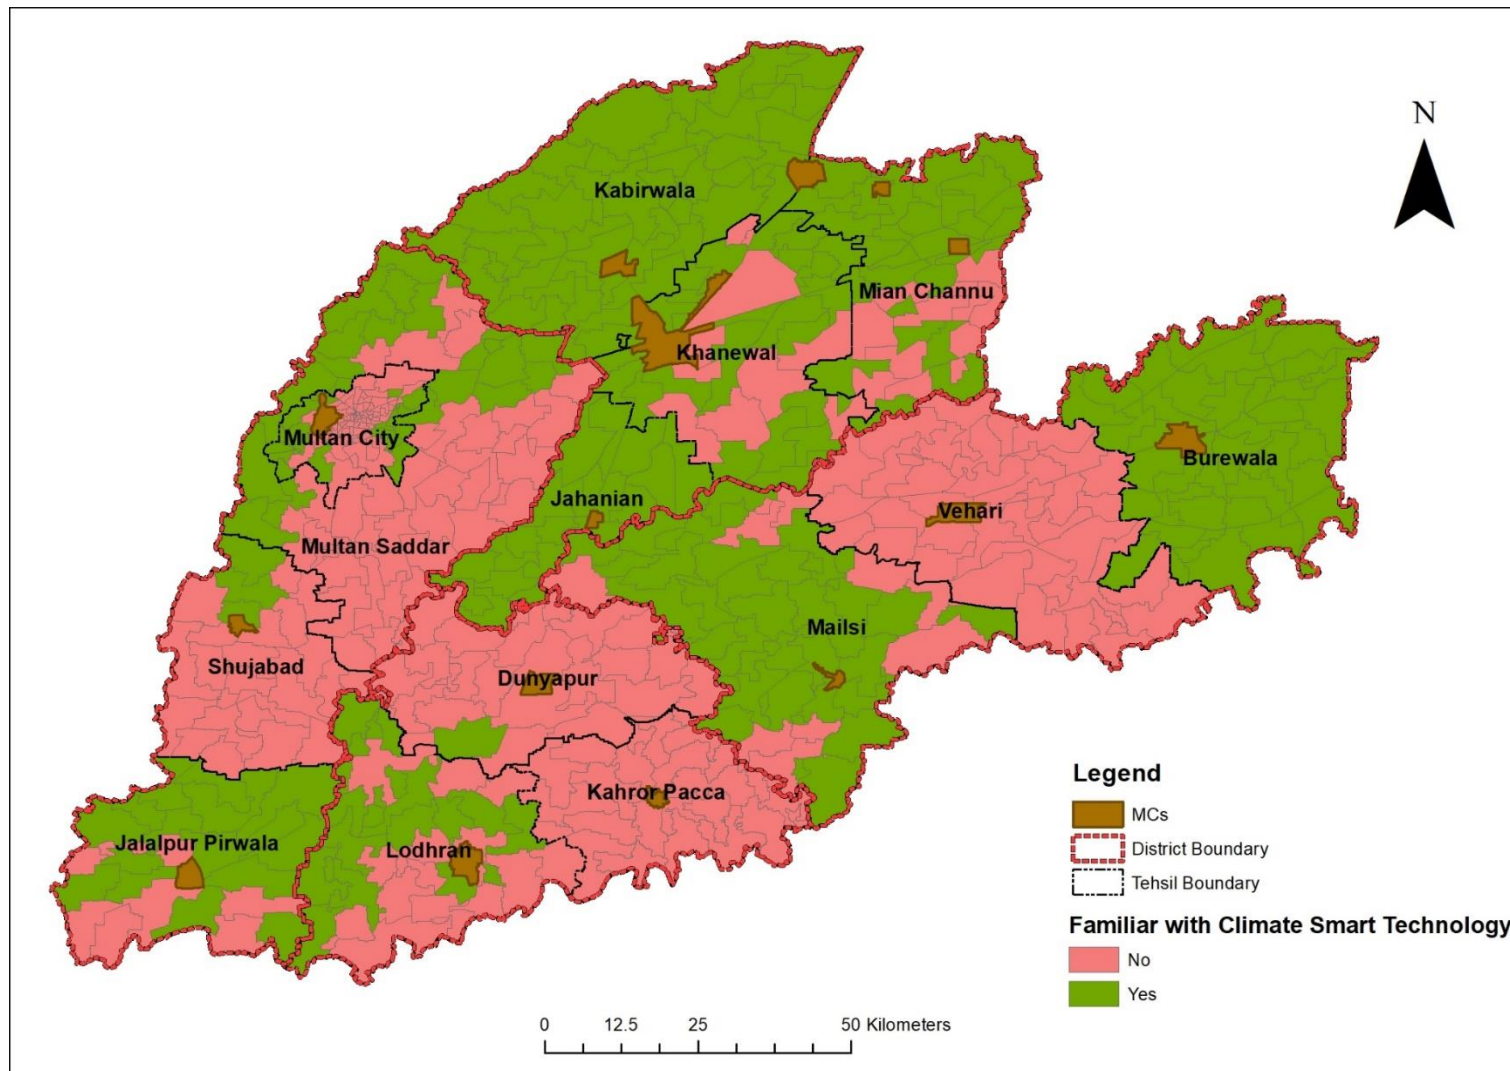 N
Kabirwala
Mian Channu
Khanewal
Multan City
Burewala
Jahanian
Vehari
Multan Saddar
Mailsi
Shujabad
Dunyapur
Kahror Pacca
Jalalpur Pirwala
Lodhran
Legend
MCs
District Boundary
Tehsil Boundary
Familiar with Climate Smart Technology
No
Yes
0 12.5 25 50 Kilometers